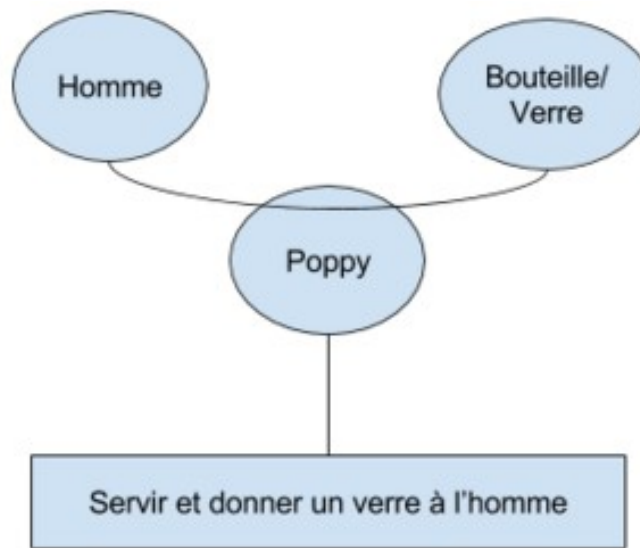 Homme
Bouteille/
Verre
Poppy
Servir et donner un verre à l'homme